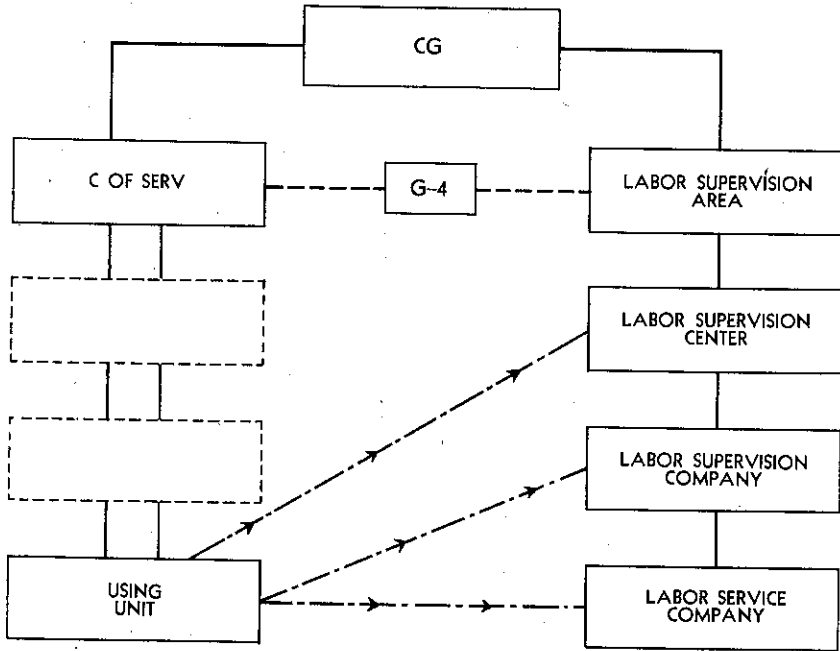 CG
C OF SERV
G-4
LABOR SUPERVISION
AREA
LABOR SUPERVISION
CENTER
LABOR SUPERVISION
COMPANY
USING
UNIT
LABOR SERVICE
COMPANY